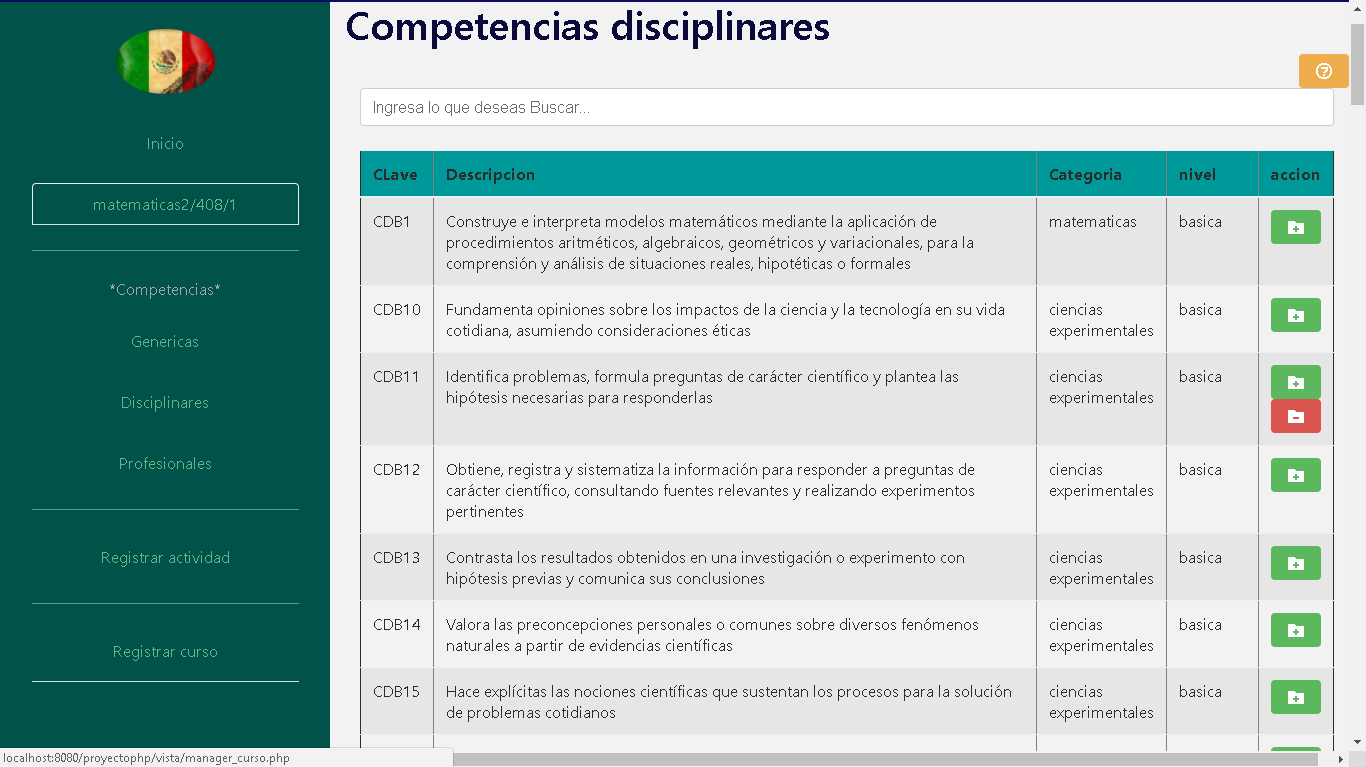 Competencias disciplinares
Inicio
matematicas2/408/1
*Competencias*
Genericas
Disciplinares
Profesionales
Registrar actividad
Registrar curso
Ingresa lo que deseas Buscar...
CLave Descripcion Categoria nivel accion
CDB1 Construye e interpreta modelos matemáticos mediante la aplicación de matematicas basica
procedimientos aritméticos, algebraicos, geométricos y variacionales, para la
comprensión y análisis de situaciones reales, hipotéticas o formales
CDB10 Fundamenta opiniones sobre los impactos de la ciencia y la tecnología en su vida ciencias basica
cotidiana, asumiendo consideraciones éticas experimentales
CDB11 Identifica problemas, formula preguntas de carácter científico y plantea las ciencias basica
hipótesis necesarias para responderlas experimentales
CDB12 Obtiene, registra y sistematiza la información para responder a preguntas de ciencias basica
carácter científico, consultando fuentes relevantes y realizando experimentos experimentales
pertinentes
CDB13 Contrasta los resultados obtenidos en una investigación o experimento con ciencias basica
hipótesis previas y comunica sus conclusiones experimentales
CDB14 Valora las preconcepciones personales o comunes sobre diversos fenómenos ciencias basica
naturales a partir de evidencias científicas experimentales
CDB15 Hace explícitas las nociones científicas que sustentan los procesos para la solución ciencias basica
de problemas cotidianos experimentales
localhost:8080/proyectophp/vista/manager_curso.php